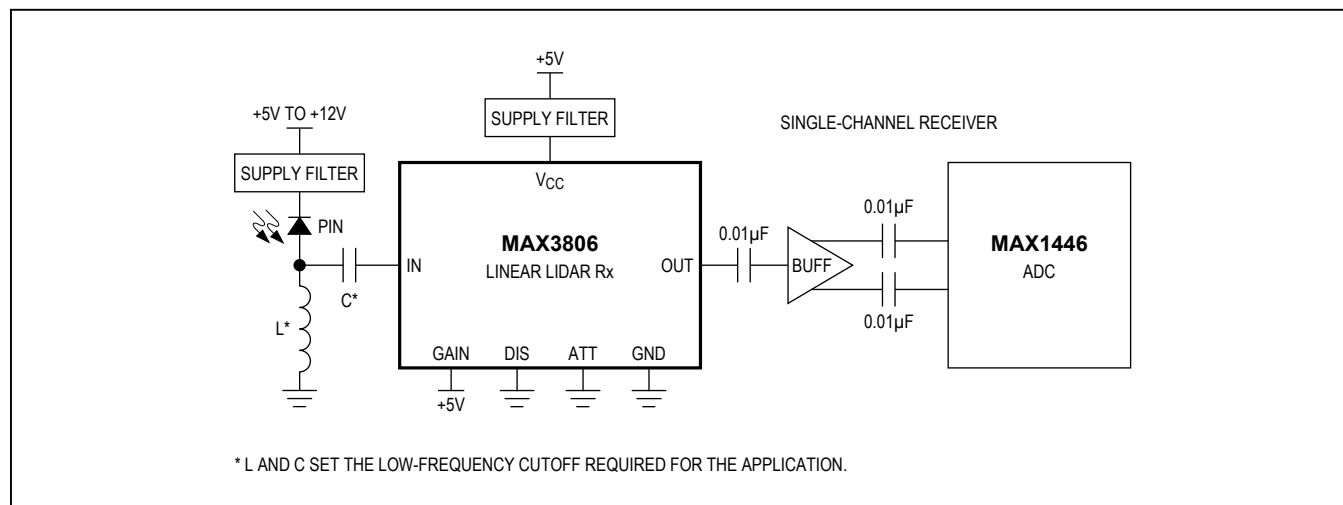 +5V
SUPPLY FILTER
+5V TO +12V
SUPPLY FILTER
SINGLE-CHANNEL RECEIVER
VCC
PIN
MAX3806
LINEAR LIDAR Rx
IN
OUT
C*
L*
0.01µF
BUFF
0.01µF
0.01µF
MAX1446
ADC
GAIN
DIS
ATT
GND
+5V
* L AND C SET THE LOW-FREQUENCY CUTOFF REQUIRED FOR THE APPLICATION.